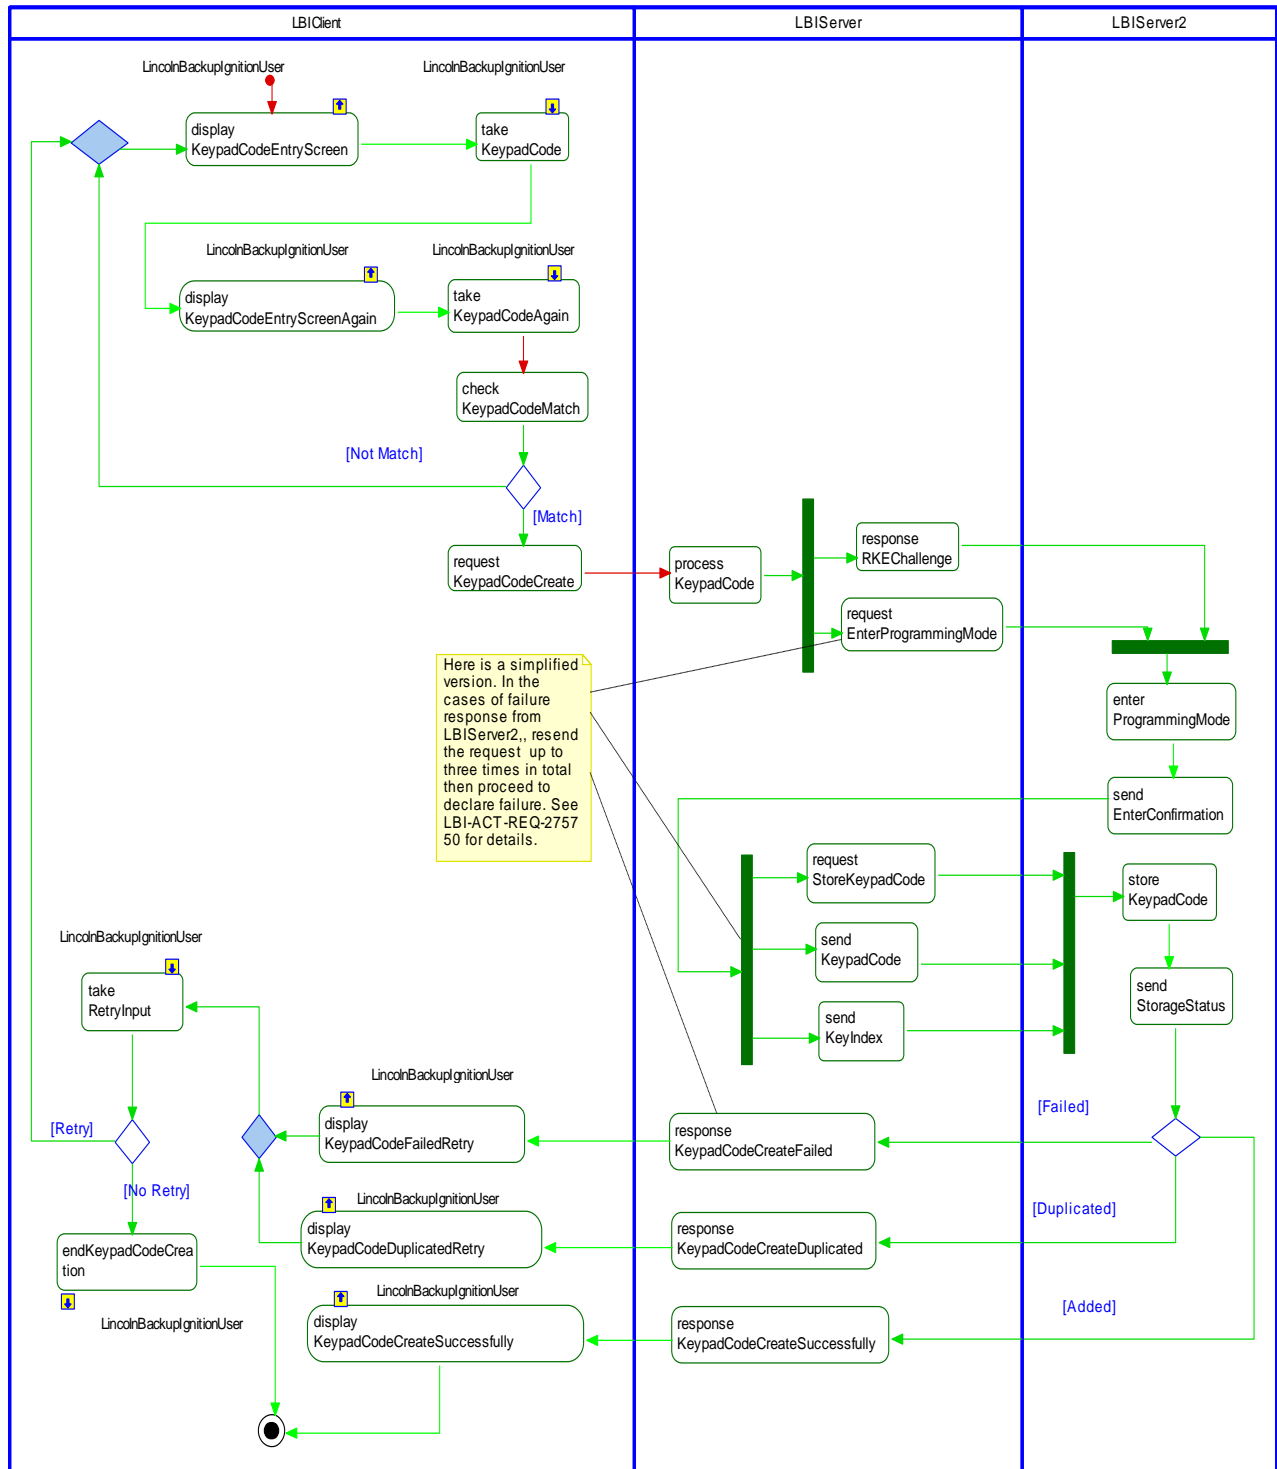 LBIClient
LBIServer
LBIServer2
LincolnBackupIgnitionUser
LincolnBackupIgnitionUser
display
KeypadCodeEntryScreen
take
KeypadCode
LincolnBackupIgnitionUser
LincolnBackupIgnitionUser
display
KeypadCodeEntryScreenAgain
take
KeypadCodeAgain
check
KeypadCodeMatch
[Not Match]
[Match]
request
KeypadCodeCreate
process
KeypadCode
response
RKEChallenge
request
EnterProgrammingMode
Here is a simplified
version. In the
cases of failure
response from
LBIServer2,, resend
the request up to
three times in total
then proceed to
declare failure. See
LBI-ACT-REQ-2757
50 for details.
enter
ProgrammingMode
send
EnterConfirmation
request
StoreKeypadCode
store
KeypadCode
send
KeypadCode
send
StorageStatus
send
KeyIndex
LincolnBackupIgnitionUser
take
RetryInput
LincolnBackupIgnitionUser
[Retry]
display
KeypadCodeFailedRetry
response
KeypadCodeCreateFailed
[Failed]
[No Retry]
LincolnBackupIgnitionUser
[Duplicated]
endKeypadCodeCrea
tion
display
KeypadCodeDuplicatedRetry
response
KeypadCodeCreateDuplicated
LincolnBackupIgnitionUser
LincolnBackupIgnitionUser
[Added]
display
KeypadCodeCreateSuccessfully
response
KeypadCodeCreateSuccessfully